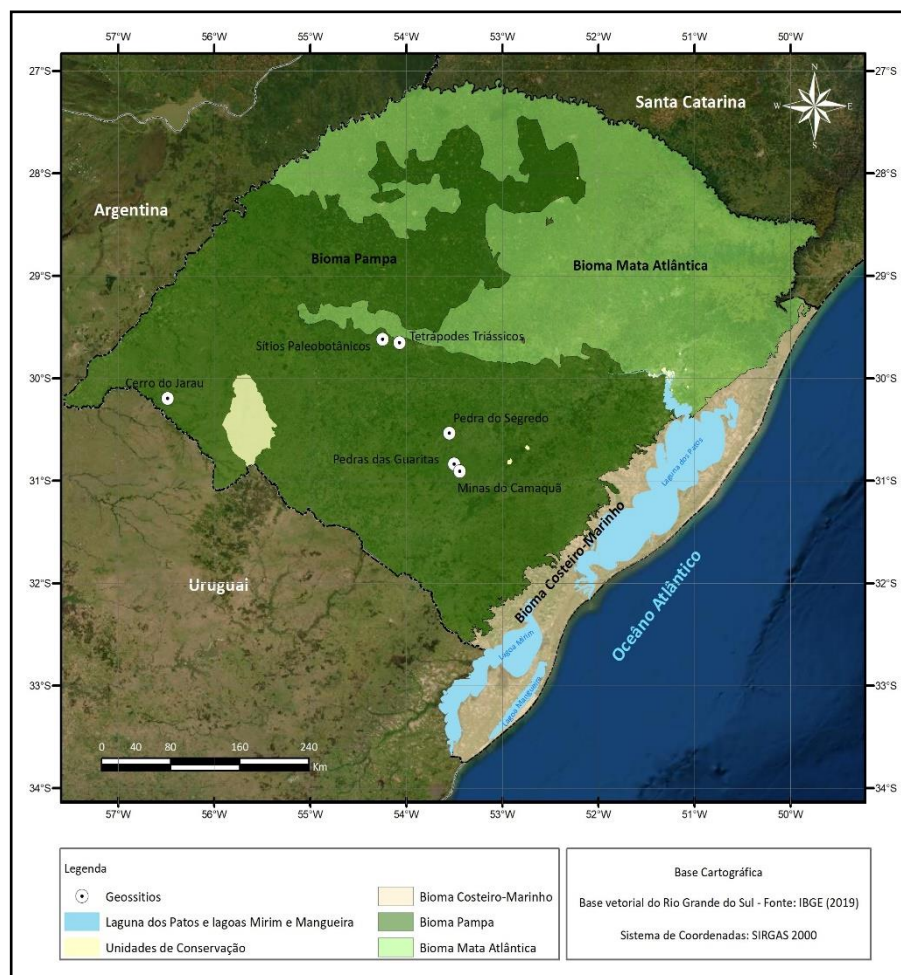 57°W 56°W 55°W 54°W 53°W 52°W 51°W 50°W
27°S 27°S
Santa Catarina
N
W E
S
28°S 28°S
Argentina
Bioma Pampa
Bioma Mata Atlântica
29°S 29°S
Tetrápodes Triássicos
Sítios Paleobotânicos
30°S 30°S
Cerro do Jarau
Pedra do Segredo
Laguna dos Patos
Pedras das Guaritas
31°S 31°S
Minas do Camaquã
Bioma Costeiro-Marinho
32°S 32°S
Uruguai
Oceâno Atlântico
Lagoa Mirim
33°S 33°S
Lagoa Mangueira
0 40 80 160 240
Km
34°S 34°S
57°W 56°W 55°W 54°W 53°W 52°W 51°W 50°W
Legenda
Geossitios
Laguna dos Patos e lagoas Mirim e Mangueira
Unidades de Conservação
Bioma Costeiro-Marinho
Bioma Pampa
Bioma Mata Atlântica
Base Cartográfica
Base vetorial do Rio Grande do Sul - Fonte: IBGE (2019)
Sistema de Coordenadas: SIRGAS 2000